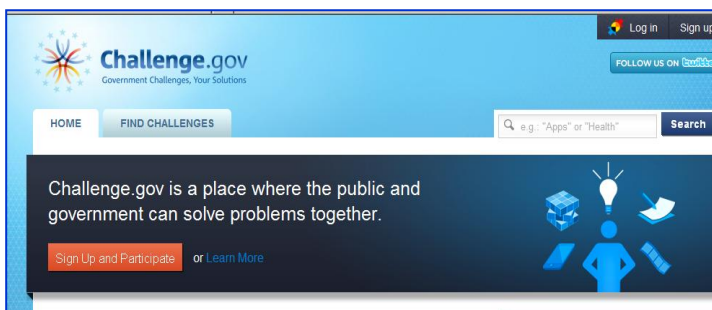 Log in Sign up
Challenge.gov
Government Challenges, Your Solutions
FOLLOW US ON twitter
HOME FIND CHALLENGES
e.g.: "Apps" or "Health" Search
Challenge.gov is a place where the public and
government can solve problems together.
Sign Up and Participate or Learn More